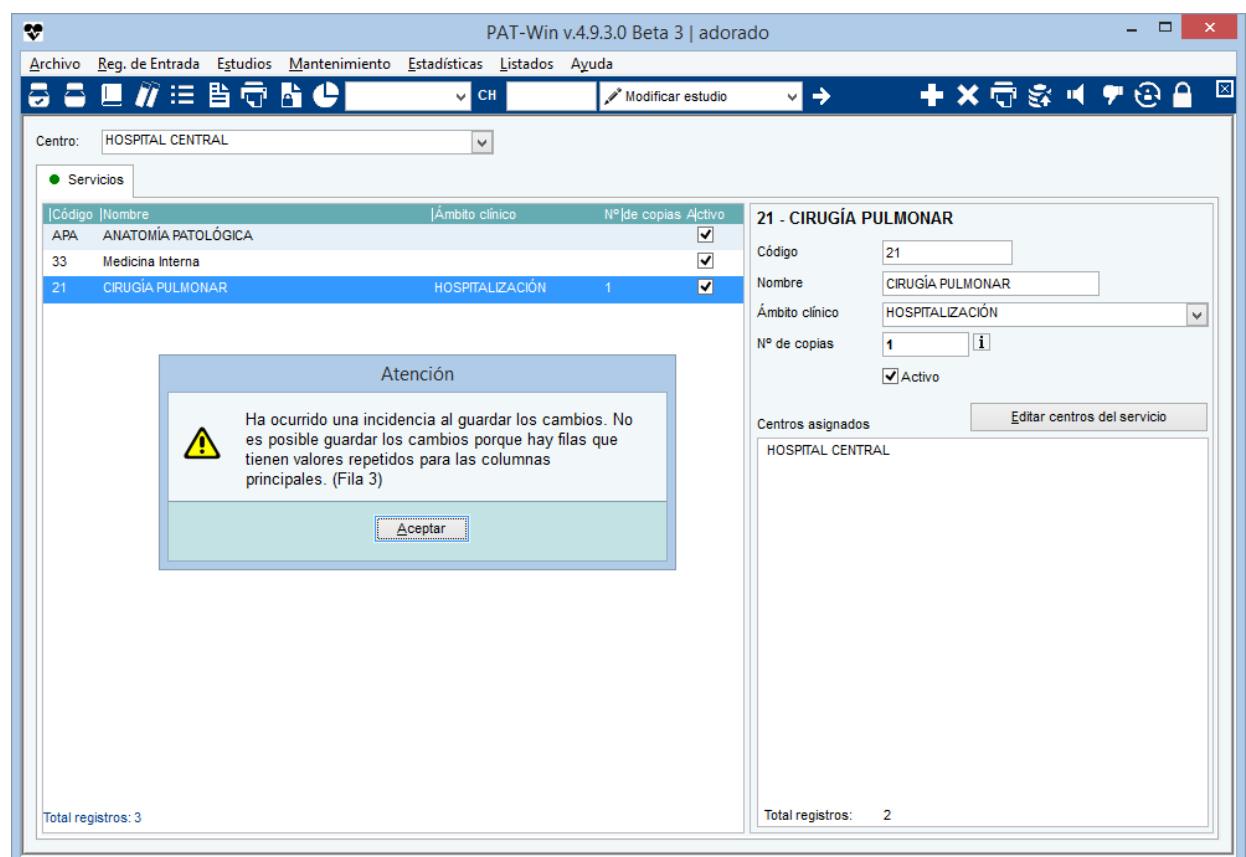 PAT-Win v.4.9.3.0 Beta 3 | adorado
Archivo Reg. de Entrada Estudios Mantenimiento Estadísticas Listados Ayuda
CH Modificar estudio
Centro: HOSPITAL CENTRAL
Servicios
|Código |Nombre |Ámbito clínico Nº|de copias A|ctivo
APA ANATOMÍA PATOLÓGICA
33 Medicina Interna
21 CIRUGÍA PULMONAR HOSPITALIZACIÓN 1
Total registros: 3
21 - CIRUGÍA PULMONAR
Código 21
Nombre CIRUGÍA PULMONAR
Ámbito clínico HOSPITALIZACIÓN
Nº de copias 1 i
Activo
Centros asignados Editar centros del servicio
HOSPITAL CENTRAL
Total registros: 2
Atención
Ha ocurrido una incidencia al guardar los cambios. No
es posible guardar los cambios porque hay filas que
tienen valores repetidos para las columnas
principales. (Fila 3)
Aceptar